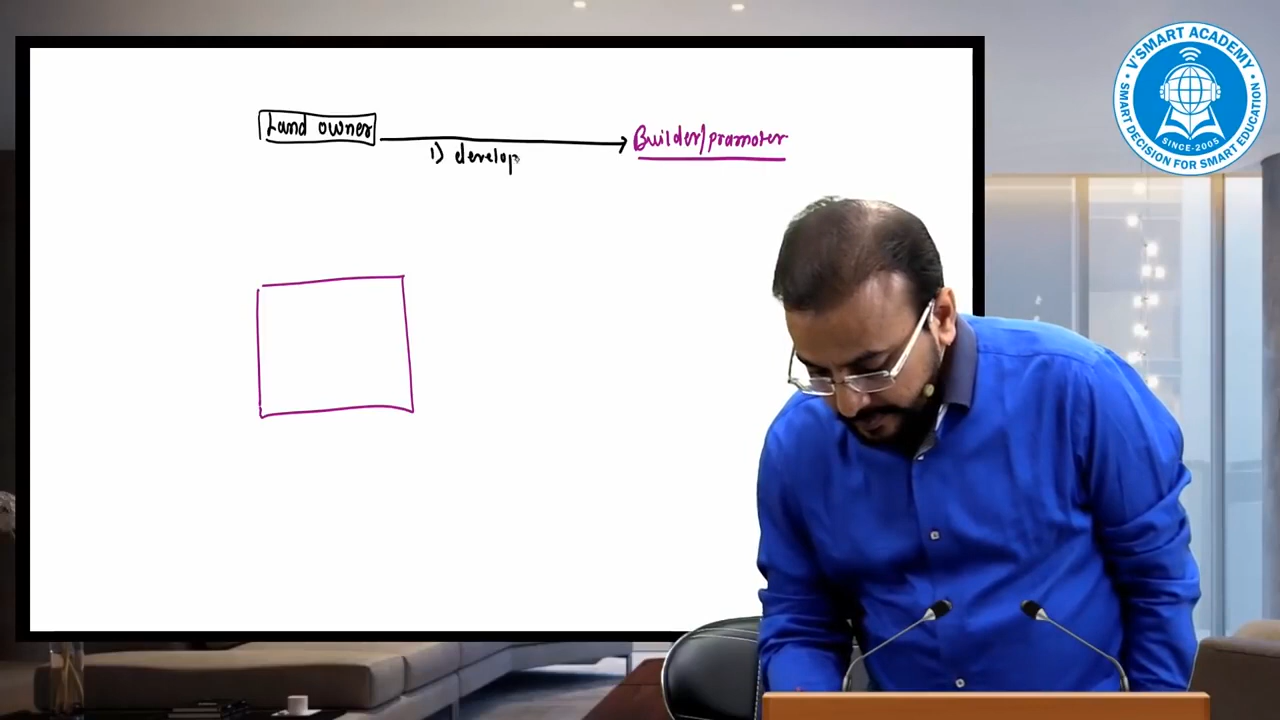 Land owner
Builder/promoter
1) develop
V'SMART ACADEMY
SMART DECISION FOR SMART EDUCATION
SINCE-2005